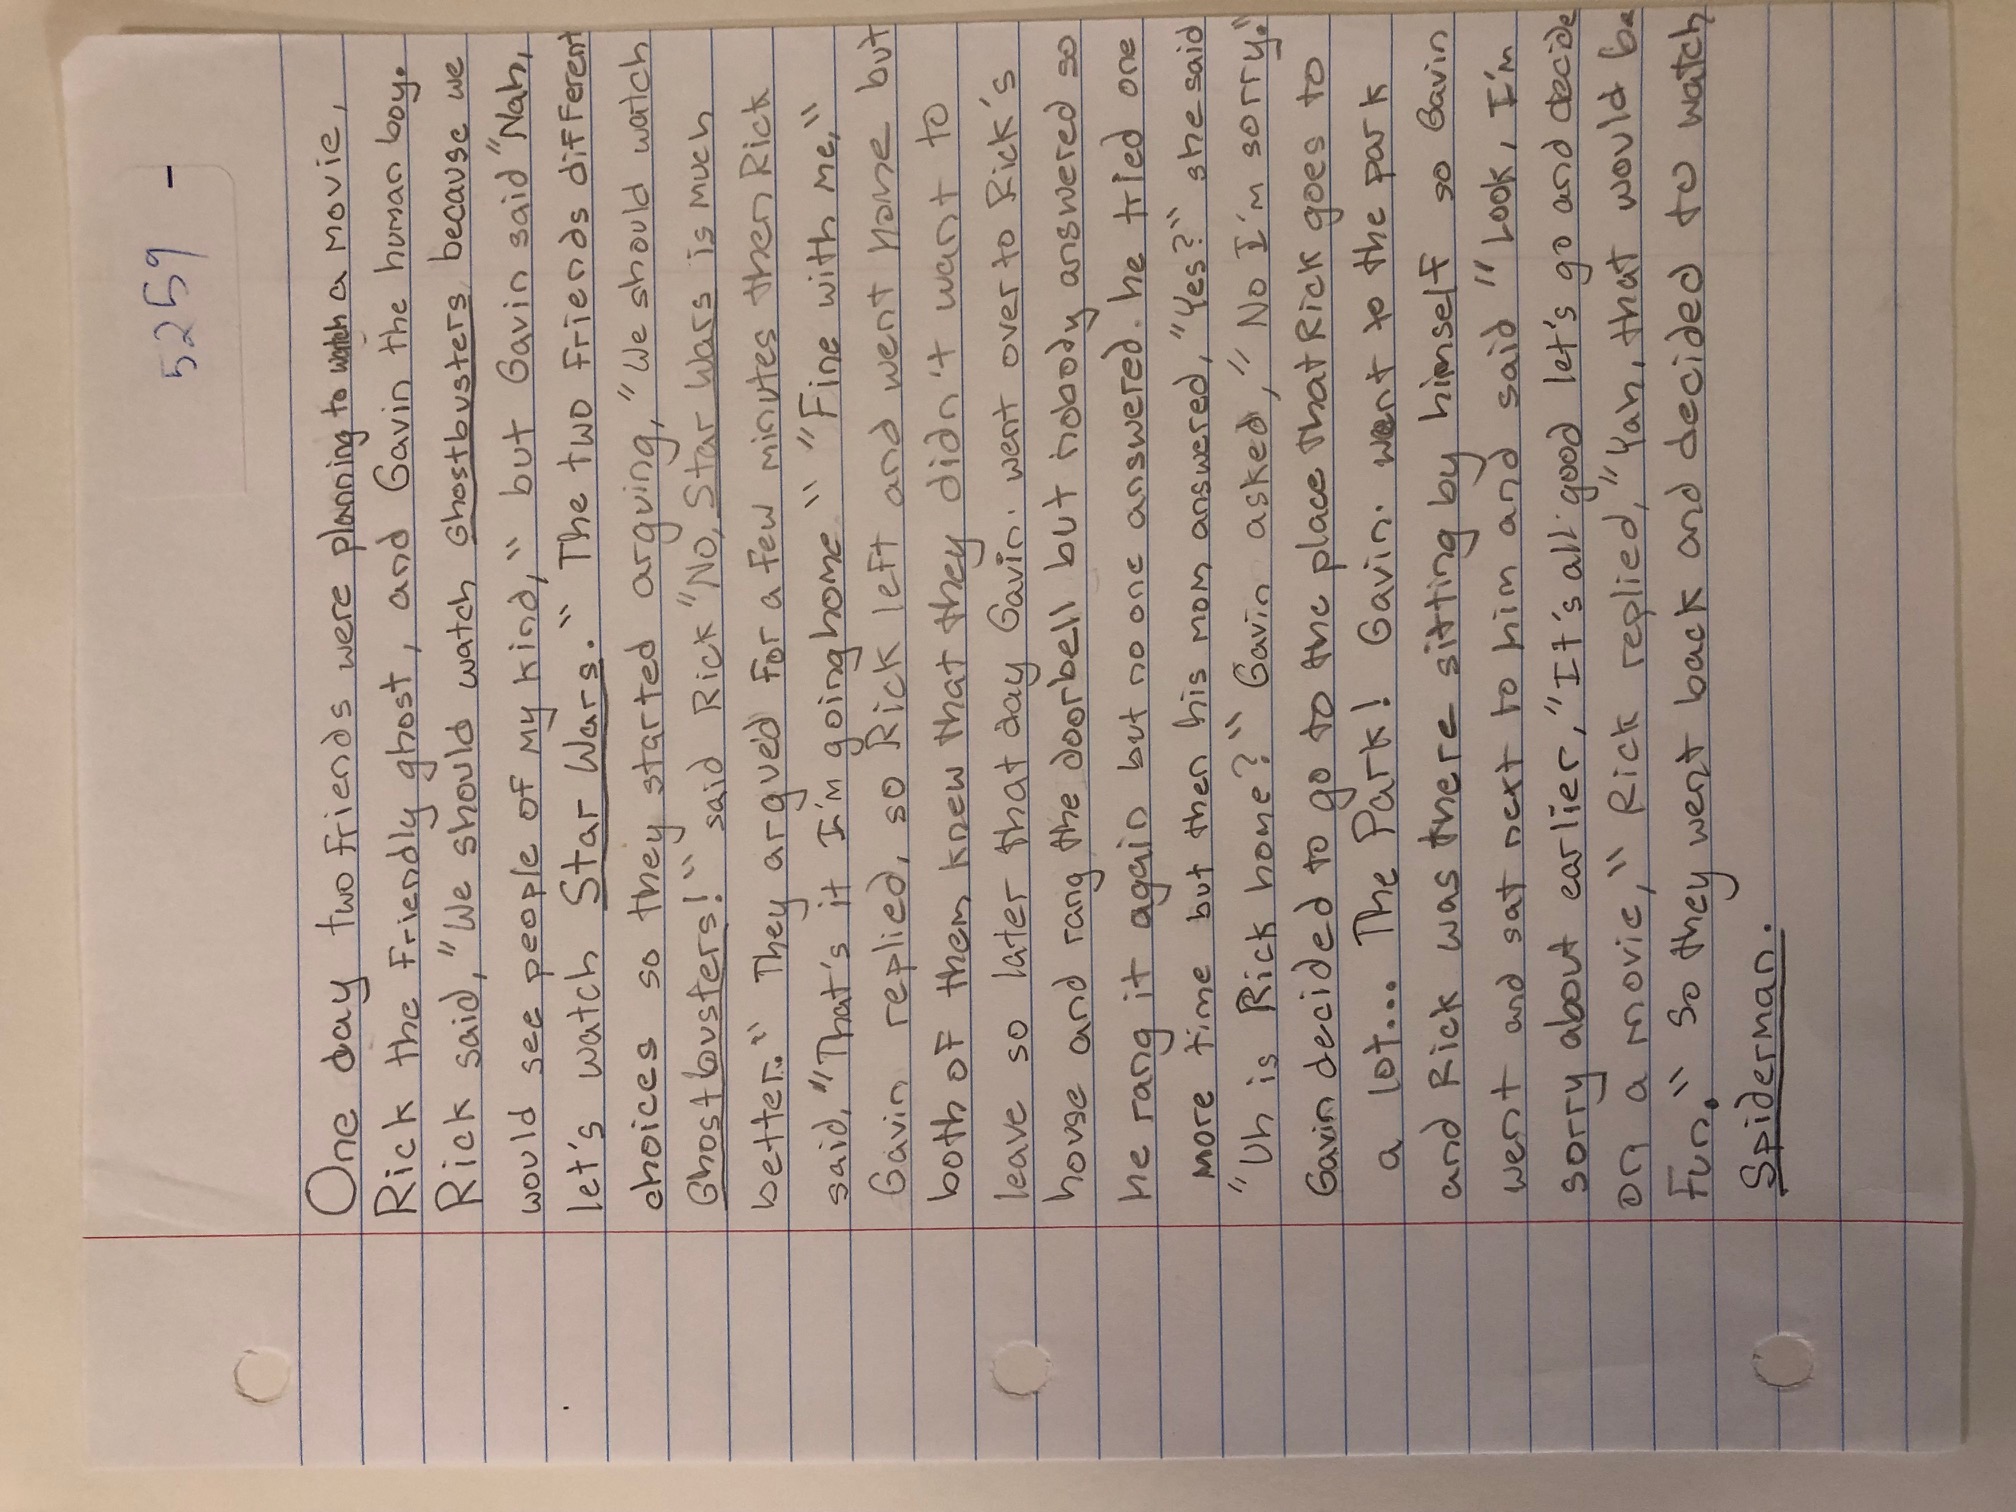 5259 -
One day two friends were planning to watch a movie,
Rick the friendly ghost, and Gavin the human boy.
Rick said, "We should watch Ghostbusters because we
would see people of my kind," but Gavin said "Nah,
let's watch Star Wars." The two friends different
choices so they started arguing, "We should watch
Ghostbusters!" said Rick "No, Star Wars is much
better." They argued for a few minutes then Rick
said, "That's it I'm going home" "Fine with me,"
Gavin replied, so Rick left and went home but
both of them knew that they didn't want to
leave so later that day Gavin. went over to Rick's
house and rang the doorbell but nobody answered so
he rang it again but no one answered. he tried one
more time but then his mom answered, "Yes?" she said
"Uh is Rick home?" Gavin asked, "No I'm sorry."
Gavin decided to go to the place that Rick goes to
a lot... The Park! Gavin. went to the park
and Rick was there sitting by himself so Gavin
went and sat next to him and said "Look, I'm
sorry about earlier, "It's all good let's go and decide
on a movie," Rick replied, "Yah, that would be
fun." So they went back and decided to watch
Spiderman.